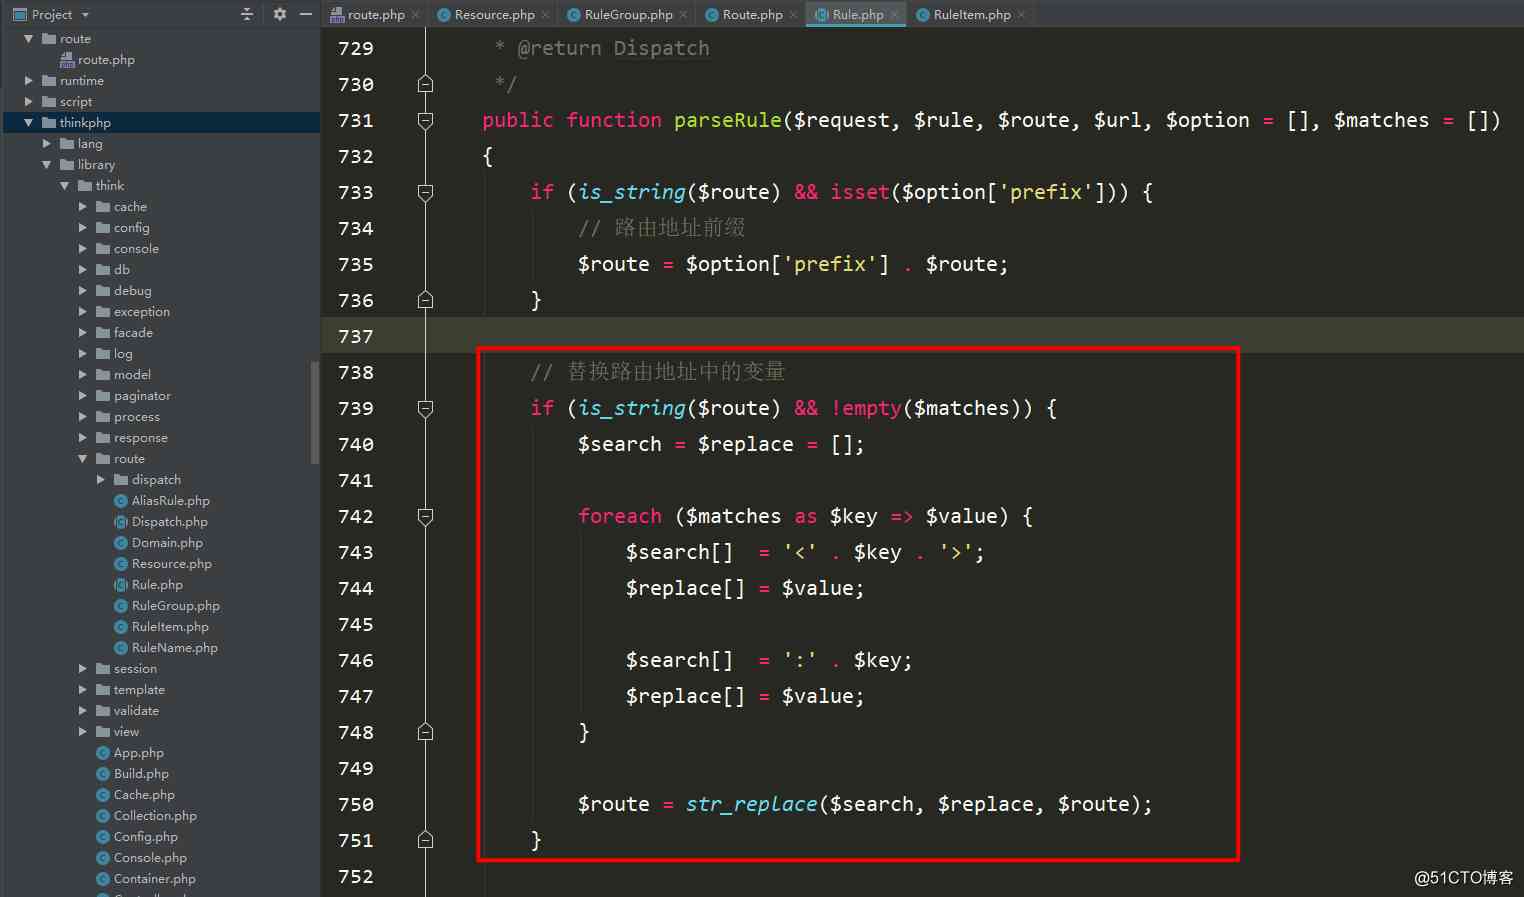 Project
route
route.php
runtime
script
thinkphp
lang
library
think
cache
config
console
db
debug
exception
facade
log
model
paginator
process
response
route
dispatch
AliasRule.php
Dispatch.php
Domain.php
Resource.php
Rule.php
RuleGroup.php
RuleItem.php
RuleName.php
session
template
validate
view
App.php
Build.php
Cache.php
Collection.php
Config.php
Console.php
Container.php
route.php Resource.php RuleGroup.php Route.php Rule.php RuleItem.php
729 * @return Dispatch
730 */
731 public function parseRule($request, $rule, $route, $url, $option = [], $matches = [])
732 {
733 if (is_string($route) && isset($option['prefix'])) {
734 // 路由地址前缀
735 $route = $option['prefix'] . $route;
736 }
737
738 // 替换路由地址中的变量
739 if (is_string($route) && !empty($matches)) {
740 $search = $replace = [];
741
742 foreach ($matches as $key => $value) {
743 $search[] = '<' . $key . '>';
744 $replace[] = $value;
745
746 $search[] = ':' . $key;
747 $replace[] = $value;
748 }
749
750 $route = str_replace($search, $replace, $route);
751 }
752
@51CTO博客